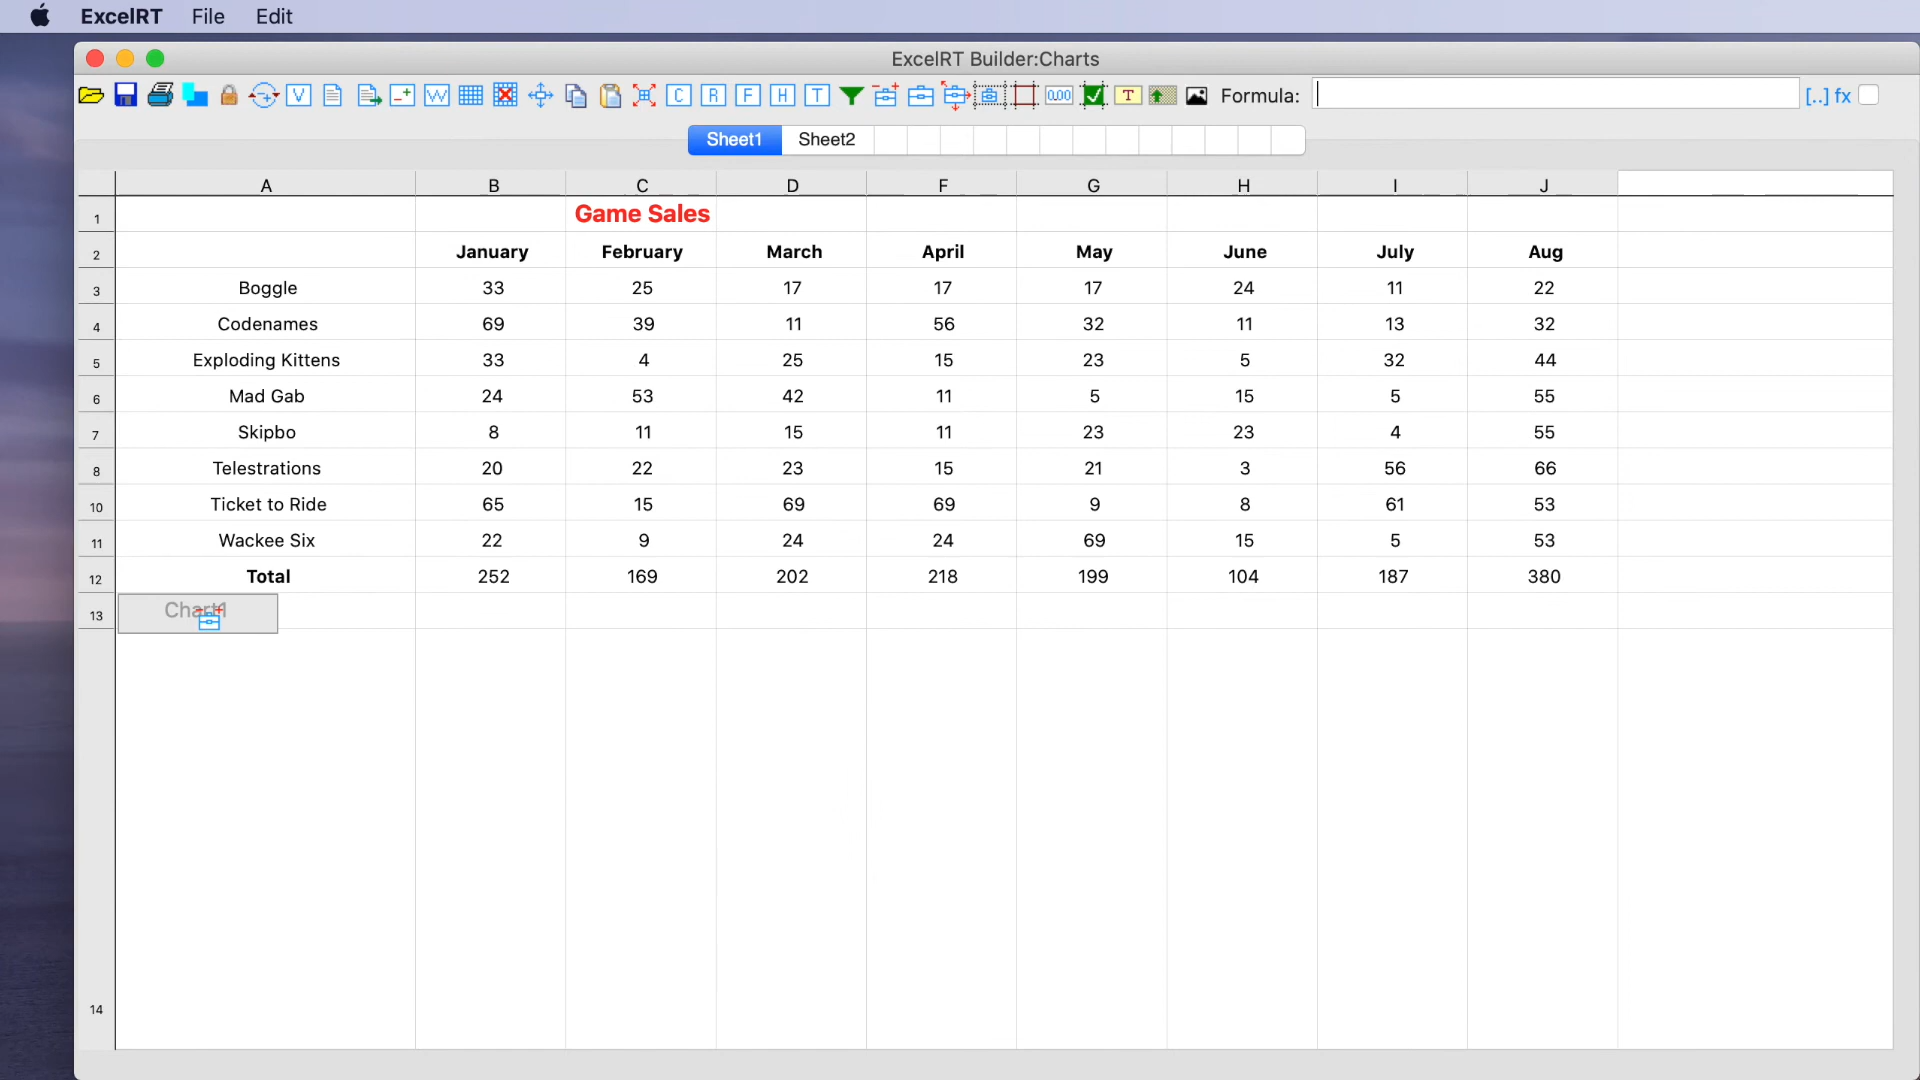 ExcelRT File Edit
ExcelRT Builder:Charts
V W C R F H T 0.00 T Formula: [..] fx
Sheet1 Sheet2
A B C D F G H I J
1 Game Sales
2 January February March April May June July Aug
3 Boggle 33 25 17 17 17 24 11 22
4 Codenames 69 39 11 56 32 11 13 32
5 Exploding Kittens 33 4 25 15 23 5 32 44
6 Mad Gab 24 53 42 11 5 15 5 55
7 Skipbo 8 11 15 11 23 23 4 55
8 Telestrations 20 22 23 15 21 3 56 66
10 Ticket to Ride 65 15 69 69 9 8 61 53
11 Wackee Six 22 9 24 24 69 15 5 53
12 Total 252 169 202 218 199 104 187 380
13 Chart1
14